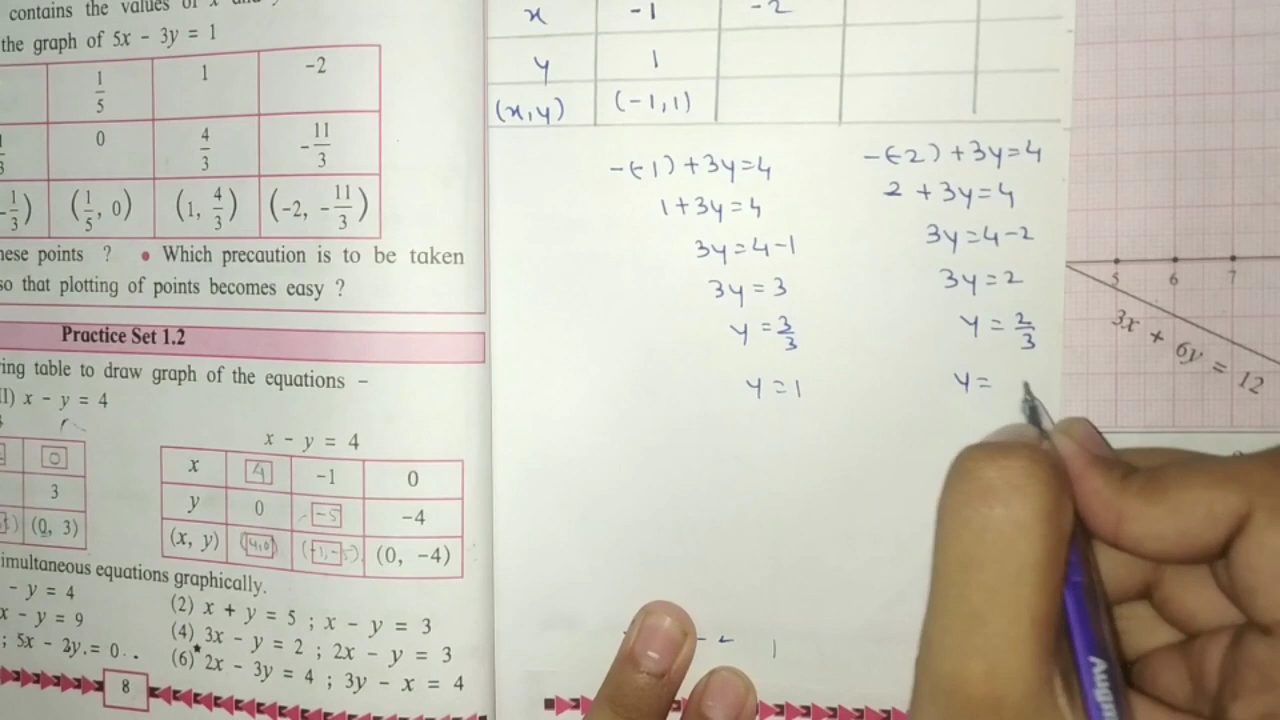 contains the values of x and y
the graph of 5x - 3y = 1
1/5 1 -2
1/3 0 4/3 -11/3
-1/3) (1/5, 0) (1, 4/3) (-2, -11/3)
hese points ? • Which precaution is to be taken
so that plotting of points becomes easy ?
Practice Set 1.2
ing table to draw graph of the equations -
II) x - y = 4
x - y = 4
0
3
(0, 3)
x 4 -1 0
y 0 -5 -4
(x, y) (4,0) (-1,-5) (0, -4)
imultaneous equations graphically.
- y = 4 (2) x + y = 5 ; x - y = 3
x - y = 9 (4) 3x - y = 2 ; 2x - y = 3
; 5x - 3y = 0 (6)* 2x - 3y = 4 ; 3y - x = 4
8
x -1 -2
y 1
(x,y) (-1,1)
-(-1) +3y=4
1+3y=4
3y=4-1
3y=3
y=3/3
y=1
-(-2) +3y=4
2+3y=4
3y=4-2
3y=2
y=2/3
y=
5 6 7
3x + 6y = 12